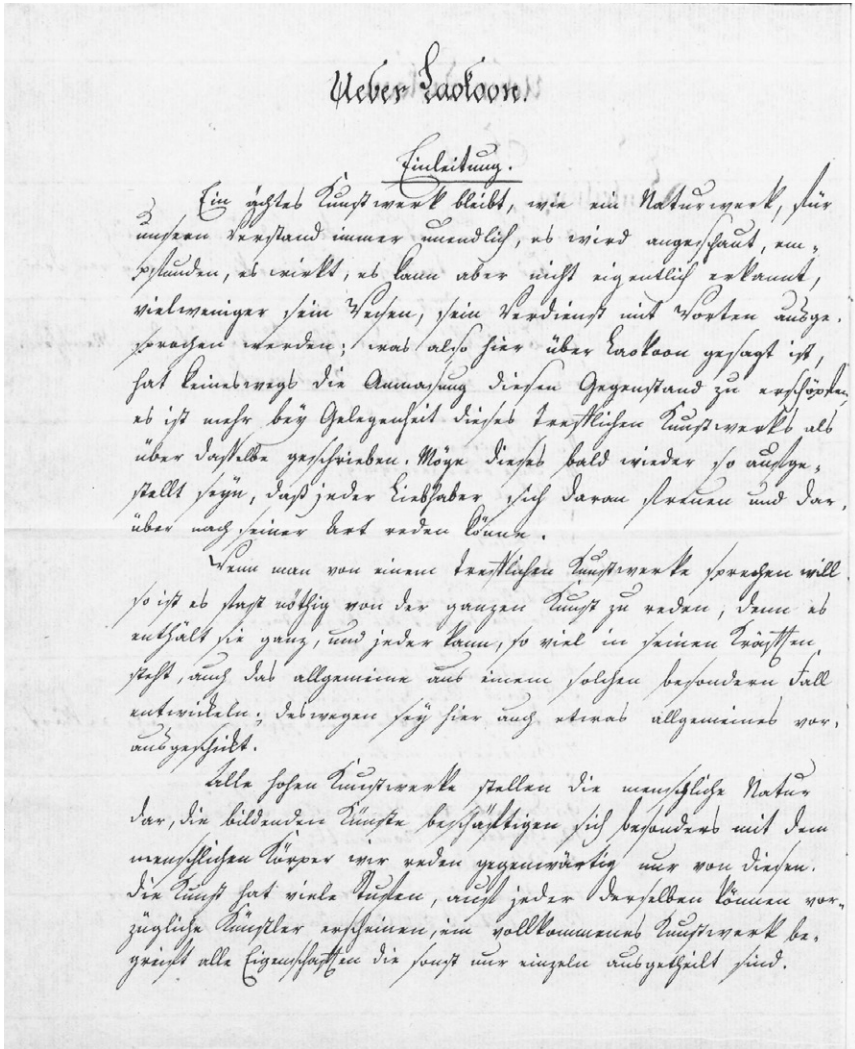 Ueber Laokoon.
Einleitung.
Ein ächtes Kunstwerk bleibt, wie ein Naturwerk, für
unsern Verstand immer unendlich, es wird angeschaut, em-
pfunden, es wirkt, es kann aber nicht eigentlich erkannt,
vielweniger sein Wesen, sein Verdienst mit Worten ausge-
sprochen werden; was also hier über Laokoon gesagt ist,
hat keineswegs die Anmasung diesen Gegenstand zu erschöpfen,
es ist mehr bey Gelegenheit dieses trefflichen Kunstwerks als
über dasselbe geschrieben. Möge dieses bald wieder so aufge-
stellt seyn, daß jeder Liebhaber sich daran freuen und dar-
über nach seiner Art reden könne.
Wenn man von einem trefflichen Kunstwerke sprechen will
so ist es fast nöthig von der ganzen Kunst zu reden, denn es
enthält sie ganz, und jeder kann, so viel in seinen Kräften
steht, auch das allgemeine aus einem solchen besondern Fall
entwickeln; deswegen sey hier auch etwas allgemeines vor-
ausgeschickt.
Alle hohen Kunstwerke stellen die menschliche Natur
dar, die bildenden Künste beschäftigen sich besonders mit dem
menschlichen Körper wir reden gegenwärtig nur von diesen.
Die Kunst hat viele Stufen, auf jeder derselben können vor-
zügliche Künstler erscheinen, ein vollkommenes Kunstwerk be-
greift alle Eigenschaften die sonst nur einzeln ausgetheilt sind.